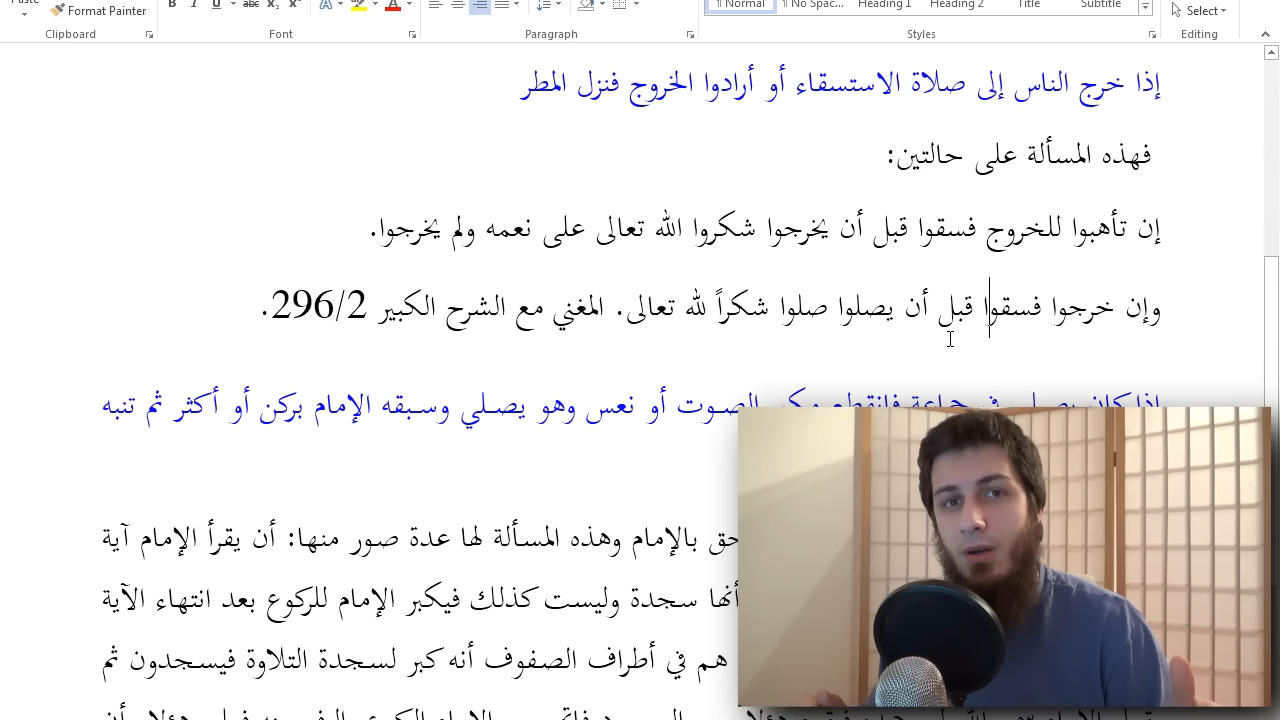 Format Painter
B I U abc X₂ X² A A
Clipboard Font Paragraph Styles Editing
¶ Normal ¶ No Spac... Heading 1 Heading 2 Title Subtitle Select
إذا خرج الناس إلى صلاة الاستسقاء أو أرادوا الخروج فنزل المطر
فهذه المسألة على حالتين:
إن تأهبوا للخروج فسقوا قبل أن يخرجوا شكروا الله تعالى على نعمه ولم يخرجوا.
وإن خرجوا فسقوا قبل أن يصلوا صلوا شكراً لله تعالى. المغني مع الشرح الكبير 296/2.
الصوت أو نعس وهو يصلي وسبقه الإمام بركن أو أكثر ثم تنبه
بالإمام وهذه المسألة لها عدة صور منها: أن يقرأ الإمام آية
أنها سجدة وليست كذلك فيكبر الإمام للركوع بعد انتهاء الآية
هم في أطراف الصفوف أنه كبر لسجدة التلاوة فيسجدون ثم